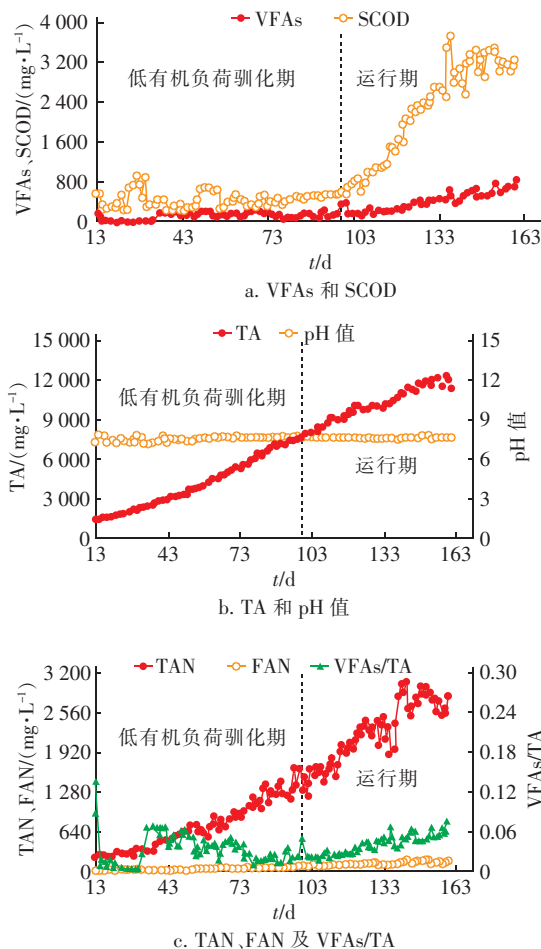 VFAs SCOD
4 000
3 200
2 400
1 600
800
0
VFAs、SCOD/(mg·L⁻¹)
低有机负荷驯化期 运行期
13 43 73 103 133 163
t/d
a. VFAs 和 SCOD
TA pH 值
15 000
12 000
9 000
6 000
3 000
0
TA/(mg·L⁻¹)
低有机负荷驯化期
运行期
15
12
9
6
3
0
pH 值
13 43 73 103 133 163
t/d
b. TA 和 pH 值
TAN FAN VFAs/TA
3 200
2 560
1 920
1 280
640
0
TAN、FAN/(mg·L⁻¹)
低有机负荷驯化期
运行期
0.30
0.24
0.18
0.12
0.06
0
VFAs/TA
13 43 73 103 133 163
t/d
c. TAN、FAN 及 VFAs/TA